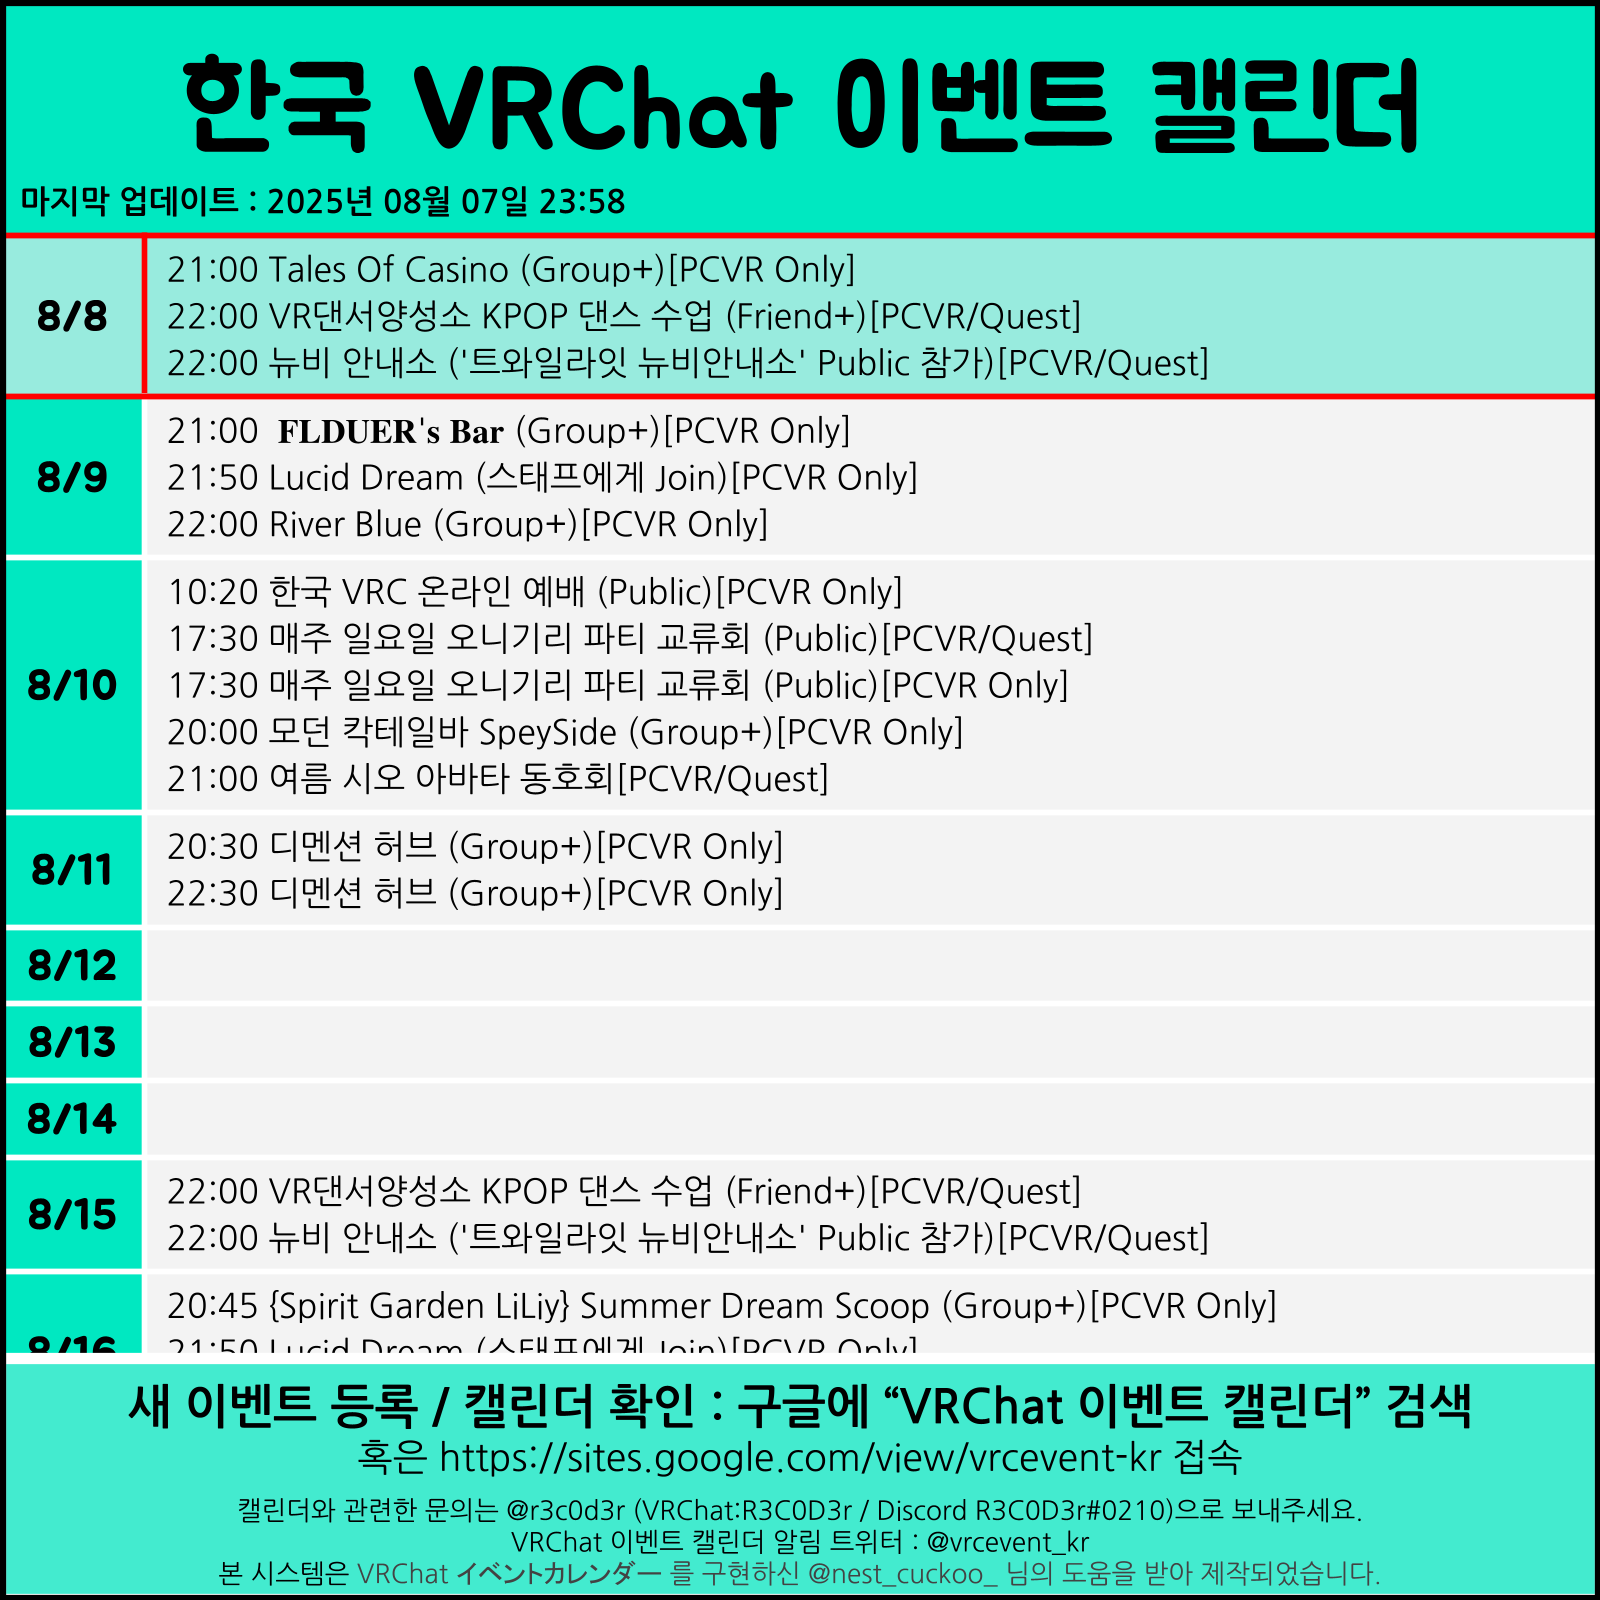 한국 VRChat 이벤트 캘린더
마지막 업데이트 : 2025년 08월 07일 23:58
8/8
21:00 Tales Of Casino (Group+)[PCVR Only]
22:00 VR댄서양성소 KPOP 댄스 수업 (Friend+)[PCVR/Quest]
22:00 뉴비 안내소 ('트와일라잇 뉴비안내소' Public 참가)[PCVR/Quest]
8/9
21:00 𝐅𝐋𝐃𝐔𝐄𝐑's 𝐁𝐚𝐫 (Group+)[PCVR Only]
21:50 Lucid Dream (스태프에게 Join)[PCVR Only]
22:00 River Blue (Group+)[PCVR Only]
8/10
10:20 한국 VRC 온라인 예배 (Public)[PCVR Only]
17:30 매주 일요일 오니기리 파티 교류회 (Public)[PCVR/Quest]
17:30 매주 일요일 오니기리 파티 교류회 (Public)[PCVR Only]
20:00 모던 칵테일바 SpeySide (Group+)[PCVR Only]
21:00 여름 시오 아바타 동호회[PCVR/Quest]
8/11
20:30 디멘션 허브 (Group+)[PCVR Only]
22:30 디멘션 허브 (Group+)[PCVR Only]
8/12
8/13
8/14
8/15
22:00 VR댄서양성소 KPOP 댄스 수업 (Friend+)[PCVR/Quest]
22:00 뉴비 안내소 ('트와일라잇 뉴비안내소' Public 참가)[PCVR/Quest]
8/16
20:45 {Spirit Garden LiLiy} Summer Dream Scoop (Group+)[PCVR Only]
21:50 Lucid Dream (스태프에게 Join)[PCVR Only]
새 이벤트 등록 / 캘린더 확인 : 구글에 “VRChat 이벤트 캘린더” 검색
혹은 https://sites.google.com/view/vrcevent-kr 접속
캘린더와 관련한 문의는 @r3c0d3r (VRChat:R3C0D3r / Discord R3C0D3r#0210)으로 보내주세요.
VRChat 이벤트 캘린더 알림 트위터 : @vrcevent_kr
본 시스템은 VRChat イベントカレンダー 를 구현하신 @nest_cuckoo_ 님의 도움을 받아 제작되었습니다.